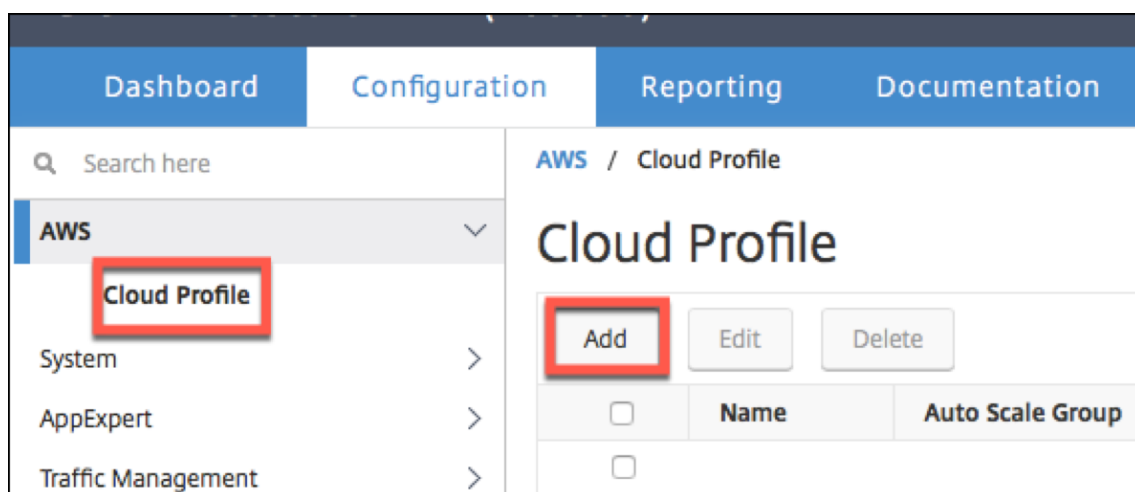 Dashboard Configuration Reporting Documentation
Search here
AWS / Cloud Profile
AWS
Cloud Profile
Cloud Profile
Add Edit Delete
System
Name Auto Scale Group
AppExpert
Traffic Management